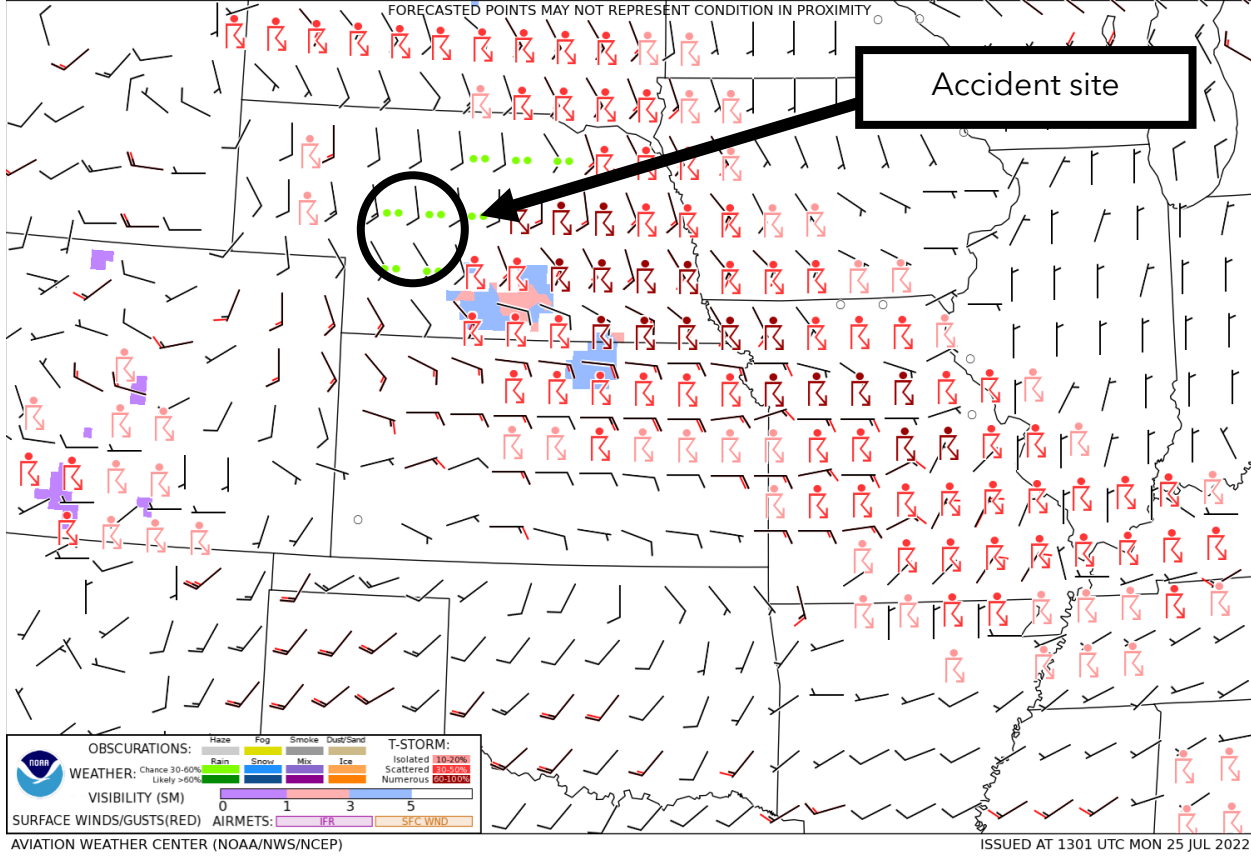 FORECASTED POINTS MAY NOT REPRESENT CONDITION IN PROXIMITY
Accident site
OBSCURATIONS: Haze Fog Smoke Dust/Sand
WEATHER: Rain Snow Mix Ice
Chance 30-60%
Likely >60%
T-STORM:
Isolated 10-20%
Scattered 30-50%
Numerous 60-100%
NOAA
VISIBILITY (SM)
0 1 3 5
SURFACE WINDS/GUSTS(RED) AIRMETS: IFR SFC WND
AVIATION WEATHER CENTER (NOAA/NWS/NCEP)
ISSUED AT 1301 UTC MON 25 JUL 2022